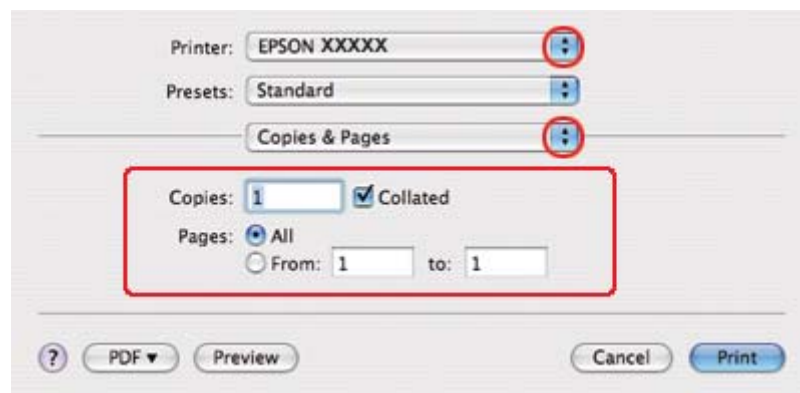 Printer: EPSON XXXXX
Presets: Standard
Copies & Pages
Copies: 1 Collated
Pages: All
From: 1 to: 1
? PDF ▼ Preview Cancel Print